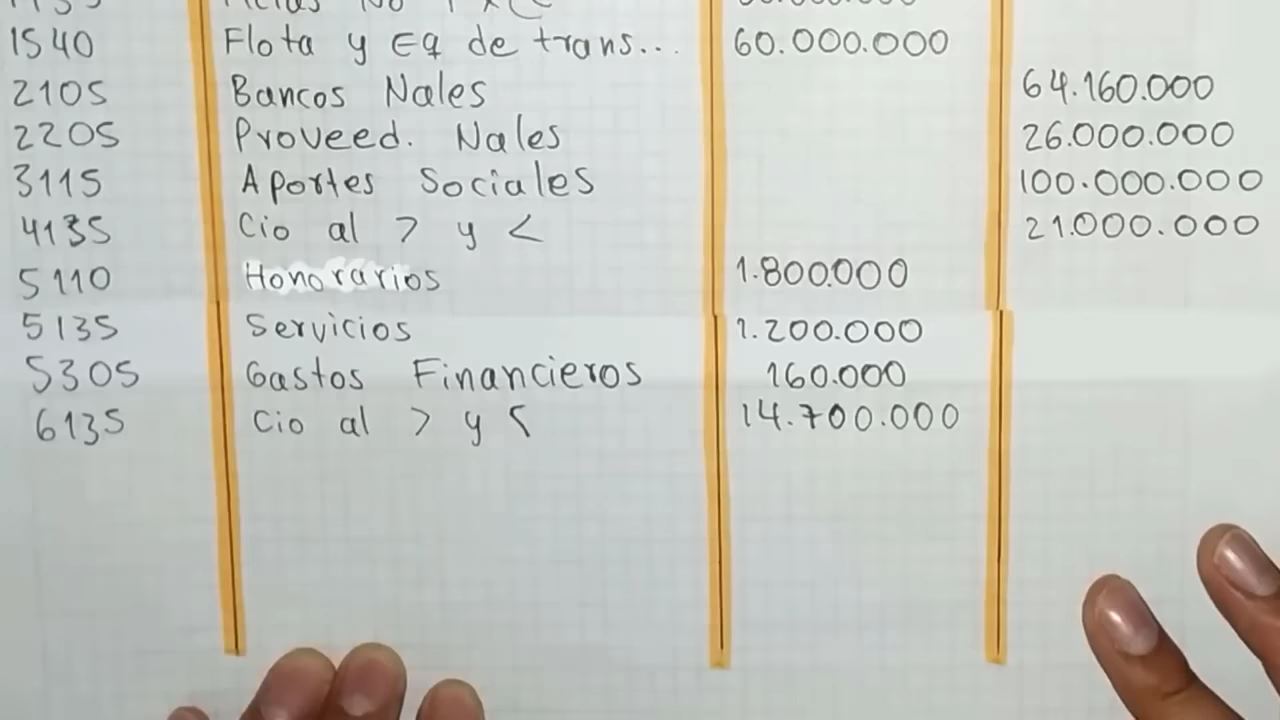 1540 Flota y Eq de trans... 60.000.000
2105 Bancos Nales 64.160.000
2205 Proveed. Nales 26.000.000
3115 Aportes Sociales 100.000.000
4135 Cio al > y < 21.000.000
5110 Honorarios 1.800.000
5135 Servicios 1.200.000
5305 Gastos Financieros 160.000
6135 Cio al > y < 14.700.000